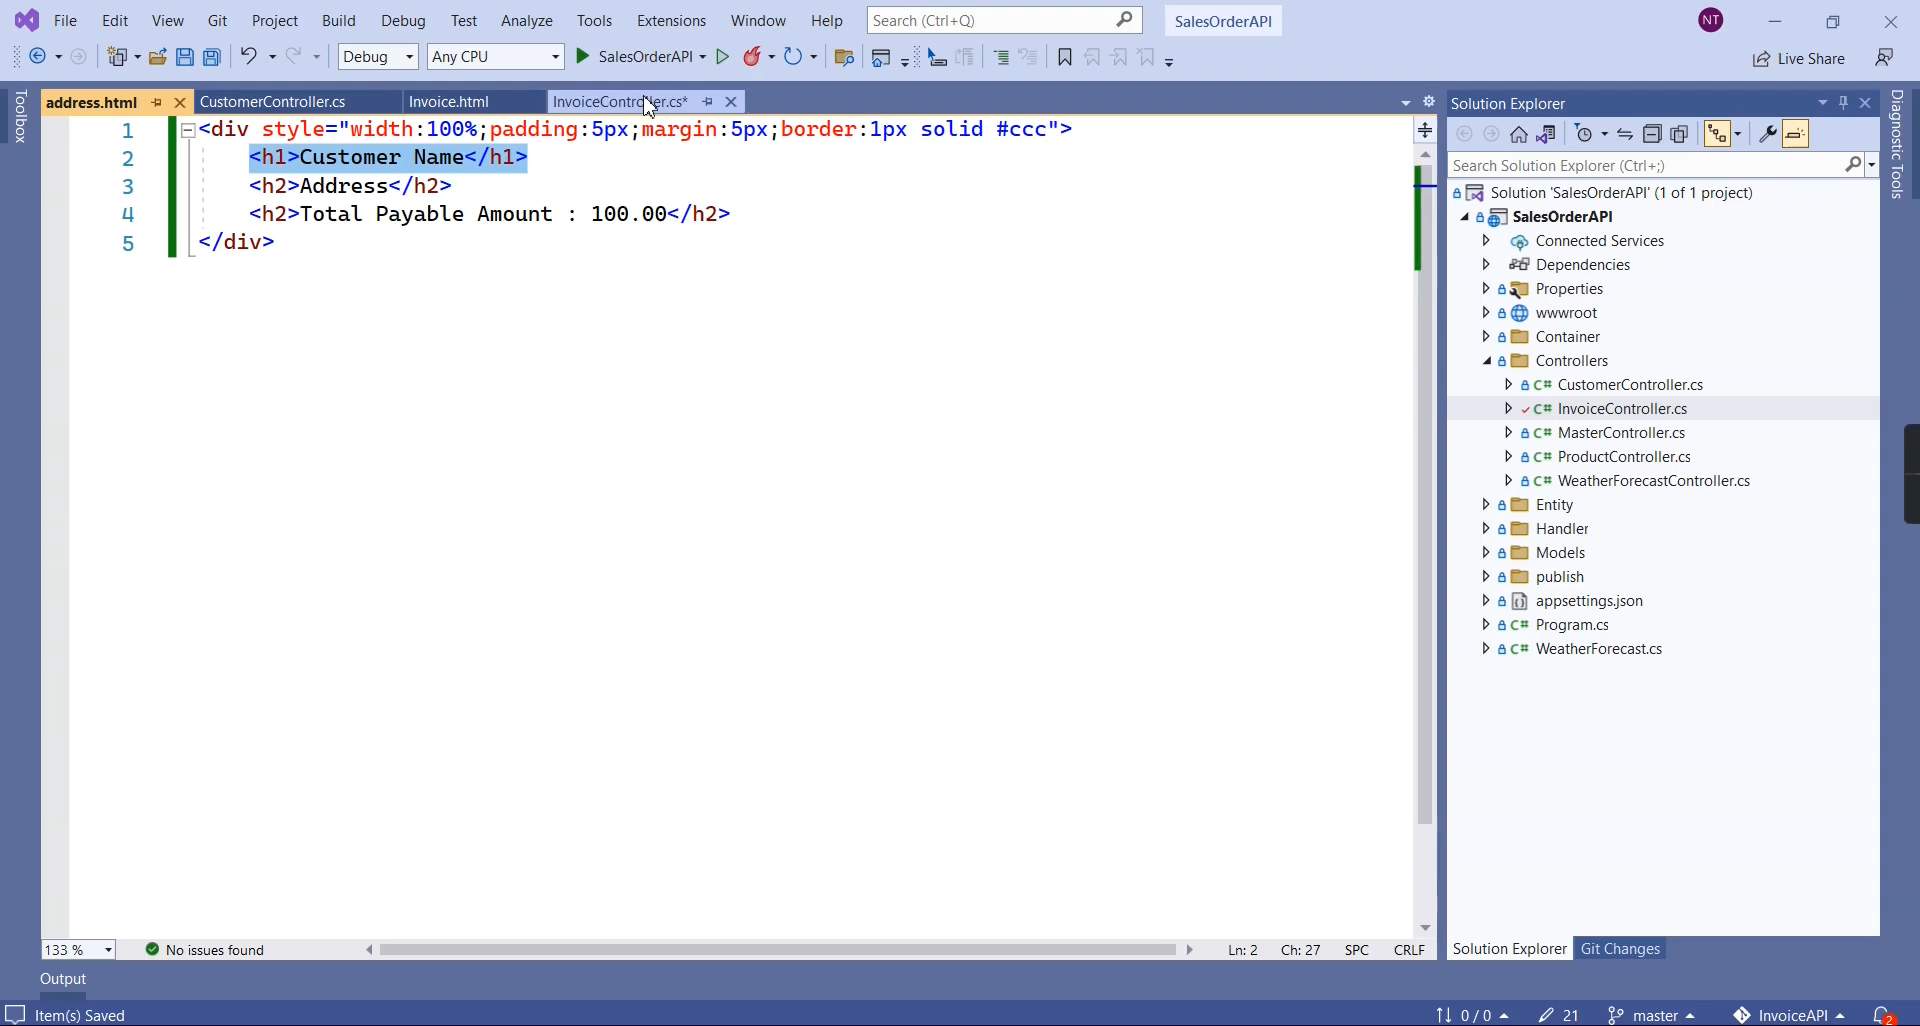 File Edit View Git Project Build Debug Test Analyze Tools Extensions Window Help Search (Ctrl+Q) SalesOrderAPI NT
Debug Any CPU SalesOrderAPI Live Share
address.html CustomerController.cs Invoice.html InvoiceController.cs*
Toolbox
1 <div style="width:100%;padding:5px;margin:5px;border:1px solid #ccc">
2 <h1>Customer Name</h1>
3 <h2>Address</h2>
4 <h2>Total Payable Amount : 100.00</h2>
5 </div>
Solution Explorer
Search Solution Explorer (Ctrl+;)
Solution 'SalesOrderAPI' (1 of 1 project)
SalesOrderAPI
Connected Services
Dependencies
Properties
wwwroot
Container
Controllers
C# CustomerController.cs
C# InvoiceController.cs
C# MasterController.cs
C# ProductController.cs
C# WeatherForecastController.cs
Entity
Handler
Models
publish
appsettings.json
C# Program.cs
C# WeatherForecast.cs
Diagnostic Tools
133 % No issues found Ln: 2 Ch: 27 SPC CRLF
Solution Explorer Git Changes
Output
Item(s) Saved 0 / 0 21 master InvoiceAPI 2